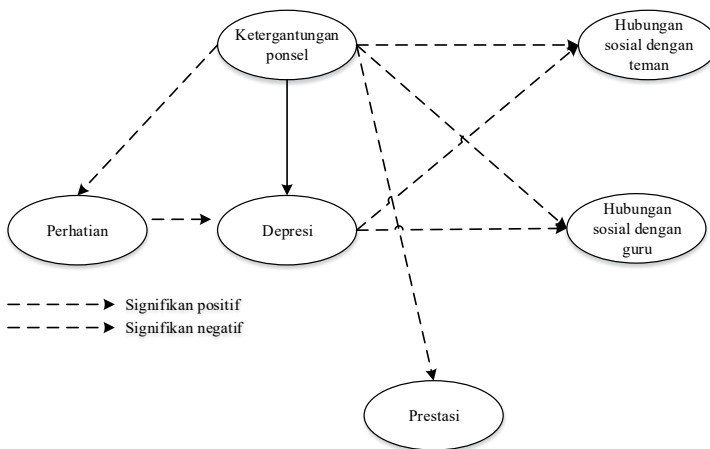 Ketergantungan
ponsel
Hubungan
sosial dengan
teman
Perhatian
Depresi
Hubungan
sosial dengan
guru
Signifikan positif
Signifikan negatif
Prestasi